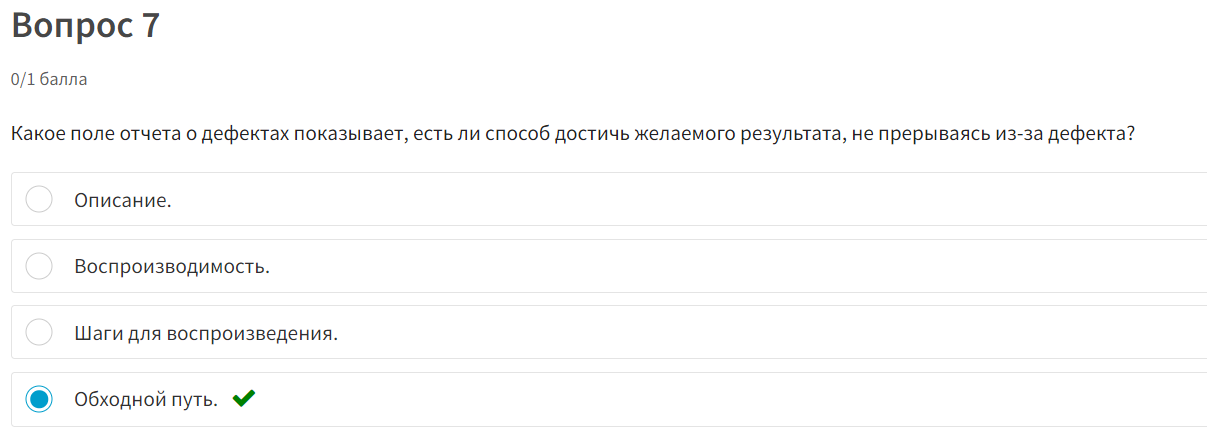 Вопрос 7
0/1 балла
Какое поле отчета о дефектах показывает, есть ли способ достичь желаемого результата, не прерываясь из-за дефекта?
Описание.
Воспроизводимость.
Шаги для воспроизведения.
Обходной путь.